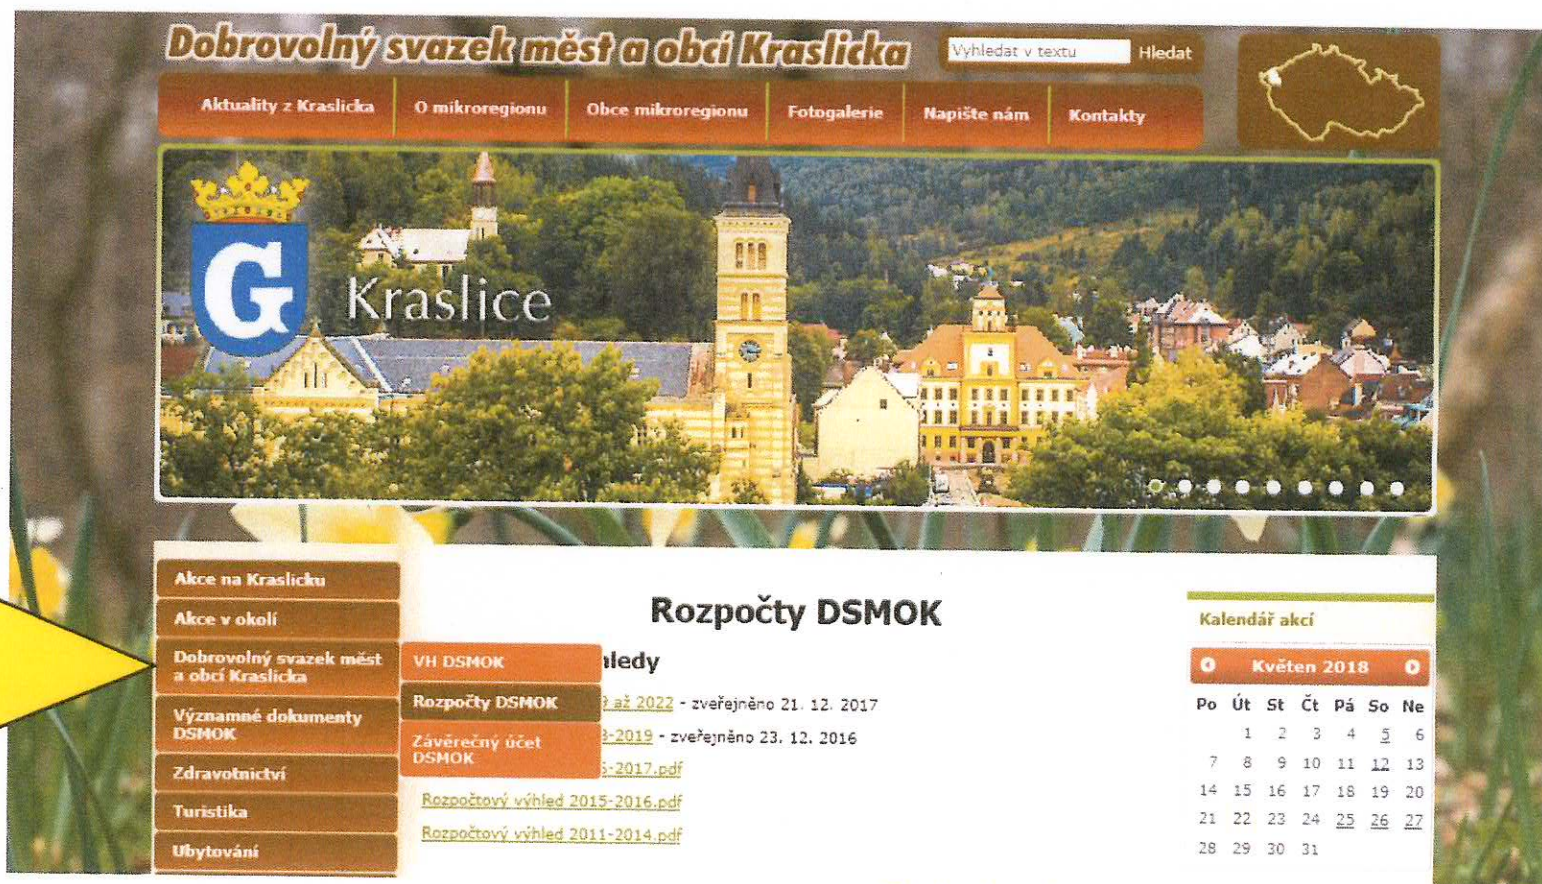 Dobrovolný svazek měst a obcí Kraslicka
Vyhledat v textu
Hledat
Aktuality z Kraslicka
O mikroregionu
Obce mikroregionu
Fotogalerie
Napište nám
Kontakty
G
Kraslice
Akce na Kraslicku
Akce v okolí
Dobrovolný svazek měst
a obcí Kraslicka
Významné dokumenty
DSMOK
Zdravotnictví
Turistika
Ubytování
VH DSMOK
Rozpočty DSMOK
Závěrečný účet
DSMOK
Rozpočty DSMOK
hledy
až 2022 - zveřejněno 21. 12. 2017
-2019 - zveřejněno 23. 12. 2016
-2017.pdf
Rozpočtový výhled 2015-2016.pdf
Rozpočtový výhled 2011-2014.pdf
Kalendář akcí
Květen 2018
Po Út St Čt Pá So Ne
1 2 3 4 5 6
7 8 9 10 11 12 13
14 15 16 17 18 19 20
21 22 23 24 25 26 27
28 29 30 31